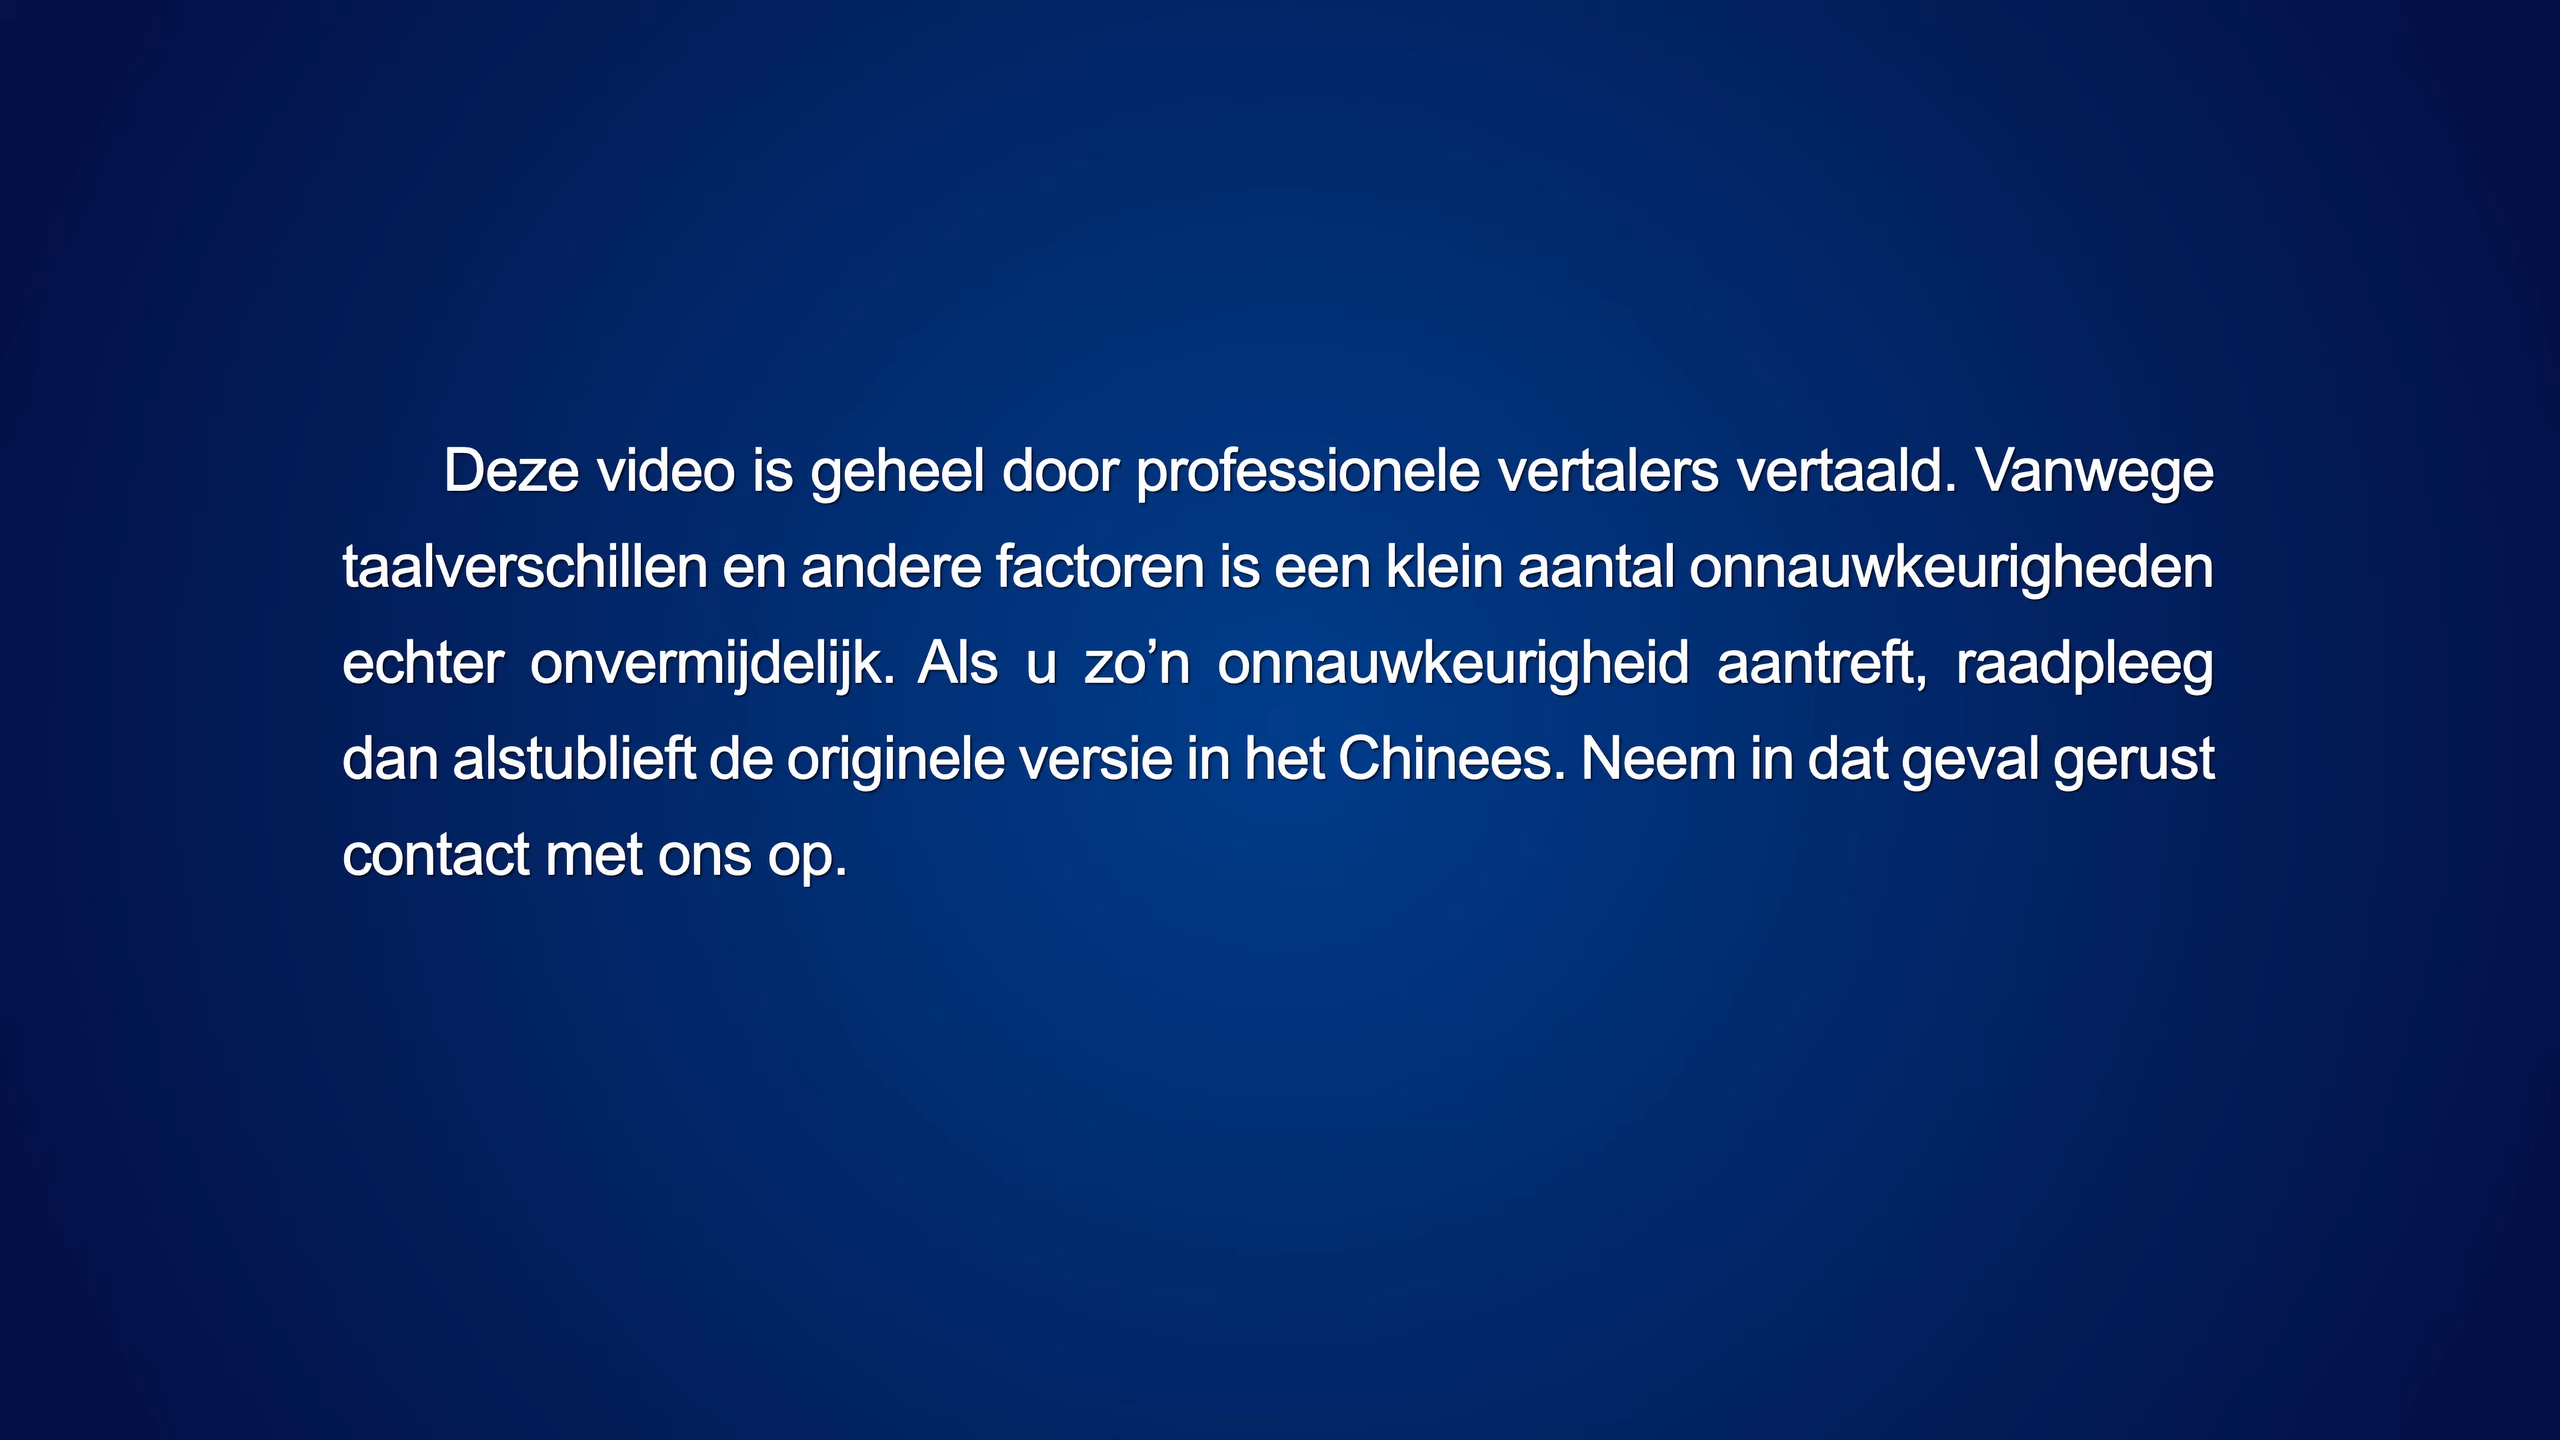 Deze video is geheel door professionele vertalers vertaald. Vanwege
taalverschillen en andere factoren is een klein aantal onnauwkeurigheden
echter onvermijdelijk. Als u zo’n onnauwkeurigheid aantreft, raadpleeg
dan alstublieft de originele versie in het Chinees. Neem in dat geval gerust
contact met ons op.